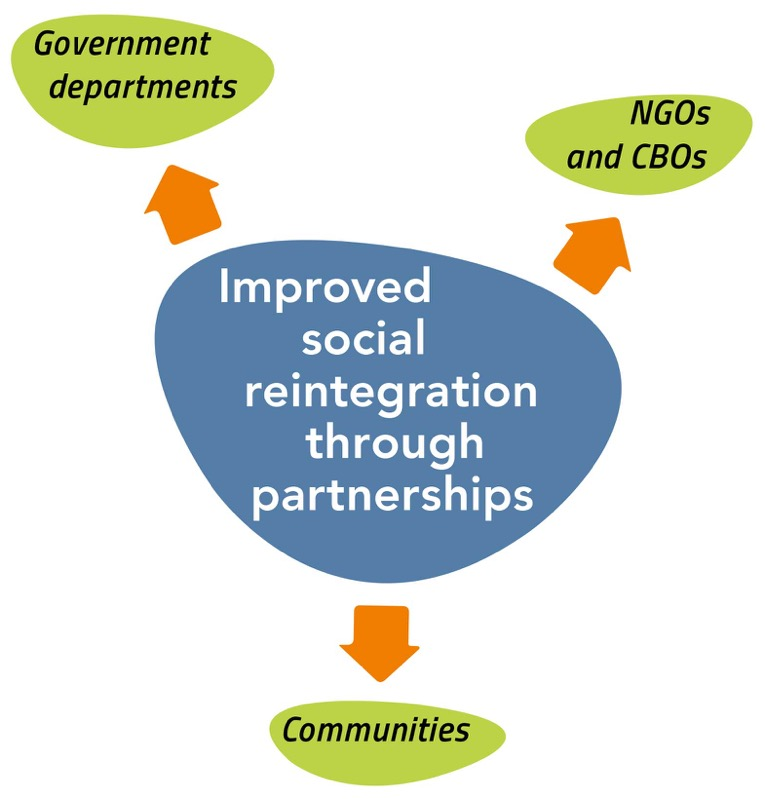 Government
departments
NGOs
and CBOs
Improved
social
reintegration
through
partnerships
Communities